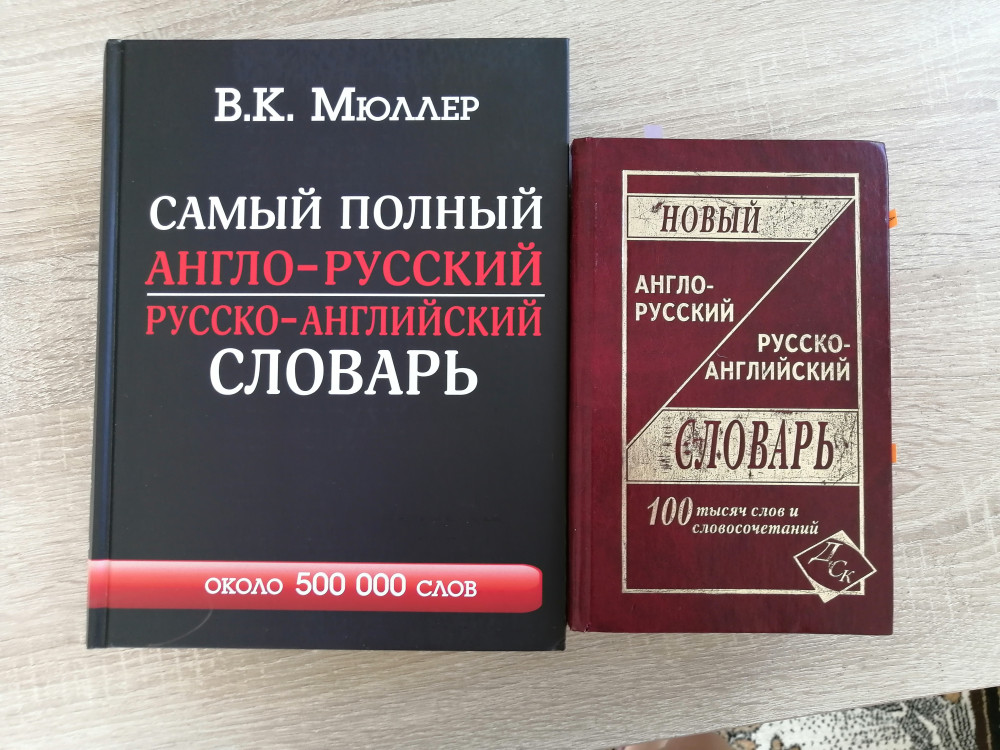 В.К. Мюллер
САМЫЙ ПОЛНЫЙ
АНГЛО-РУССКИЙ
РУССКО-АНГЛИЙСКИЙ
СЛОВАРЬ
ОКОЛО 500 000 СЛОВ
НОВЫЙ
АНГЛО-
РУССКИЙ
РУССКО-
АНГЛИЙСКИЙ
СЛОВАРЬ
100 тысяч слов и
словосочетаний
ДСК